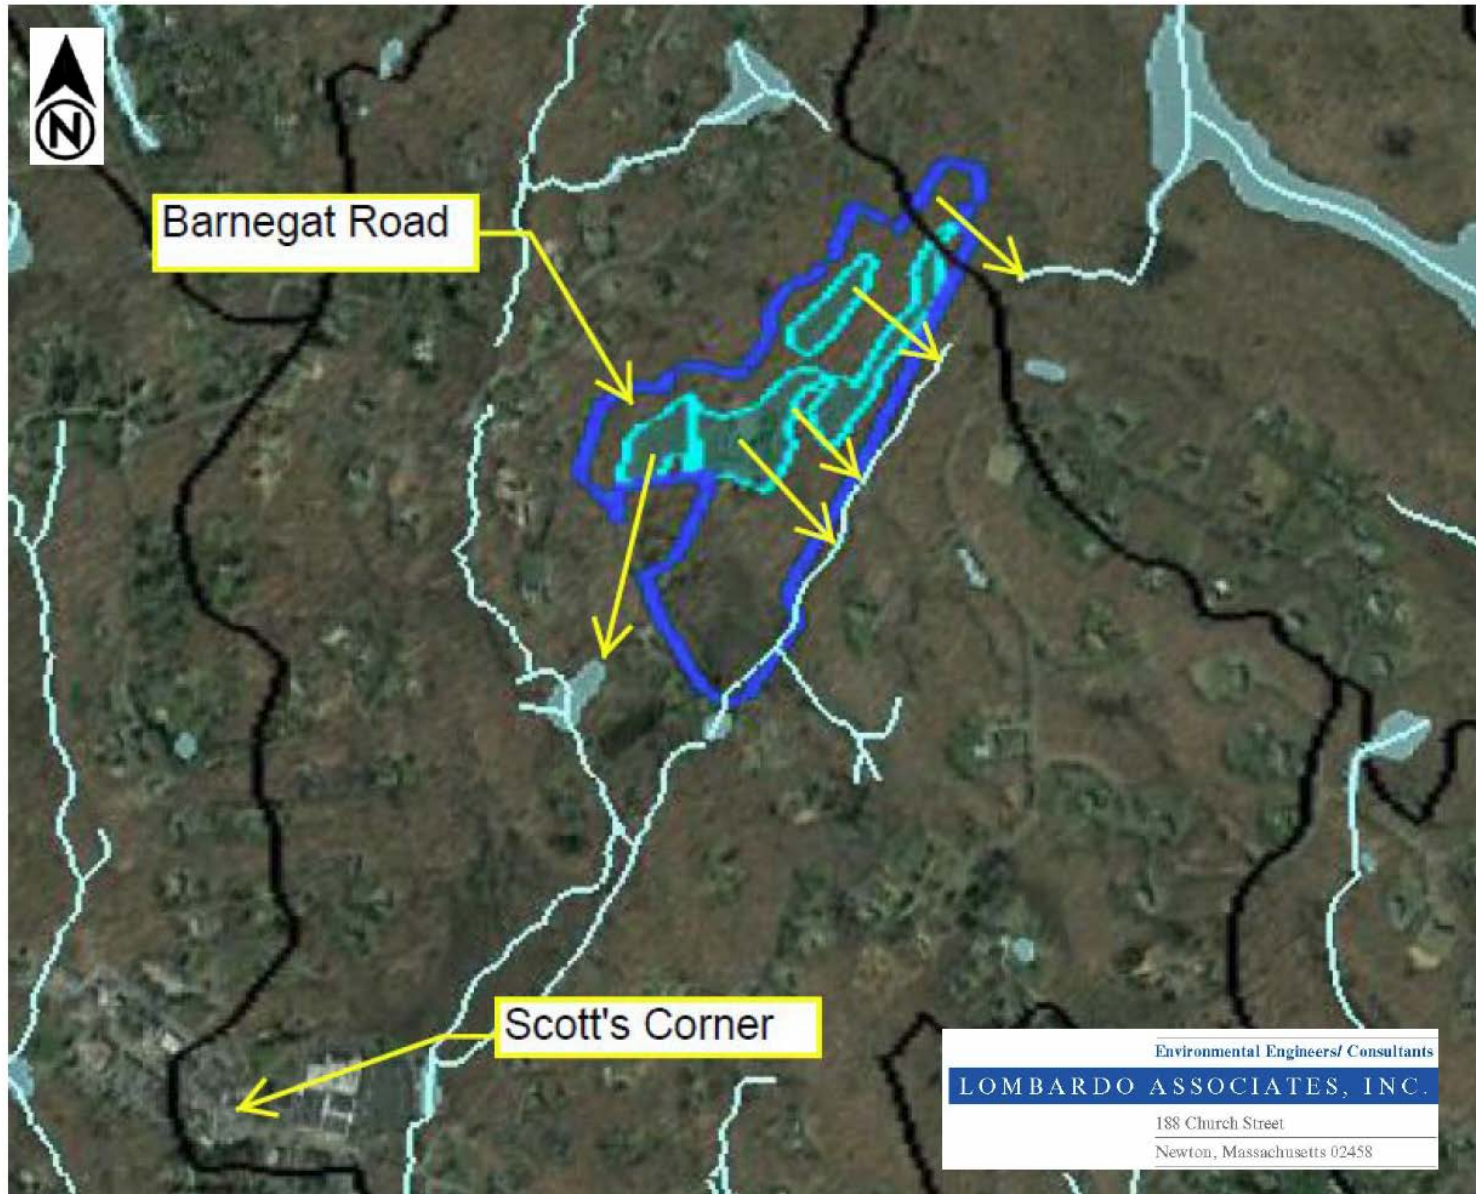 N
Barnegat Road
Scott's Corner
Environmental Engineers/ Consultants
LOMBARDO ASSOCIATES, INC.
188 Church Street
Newton, Massachusetts 02458